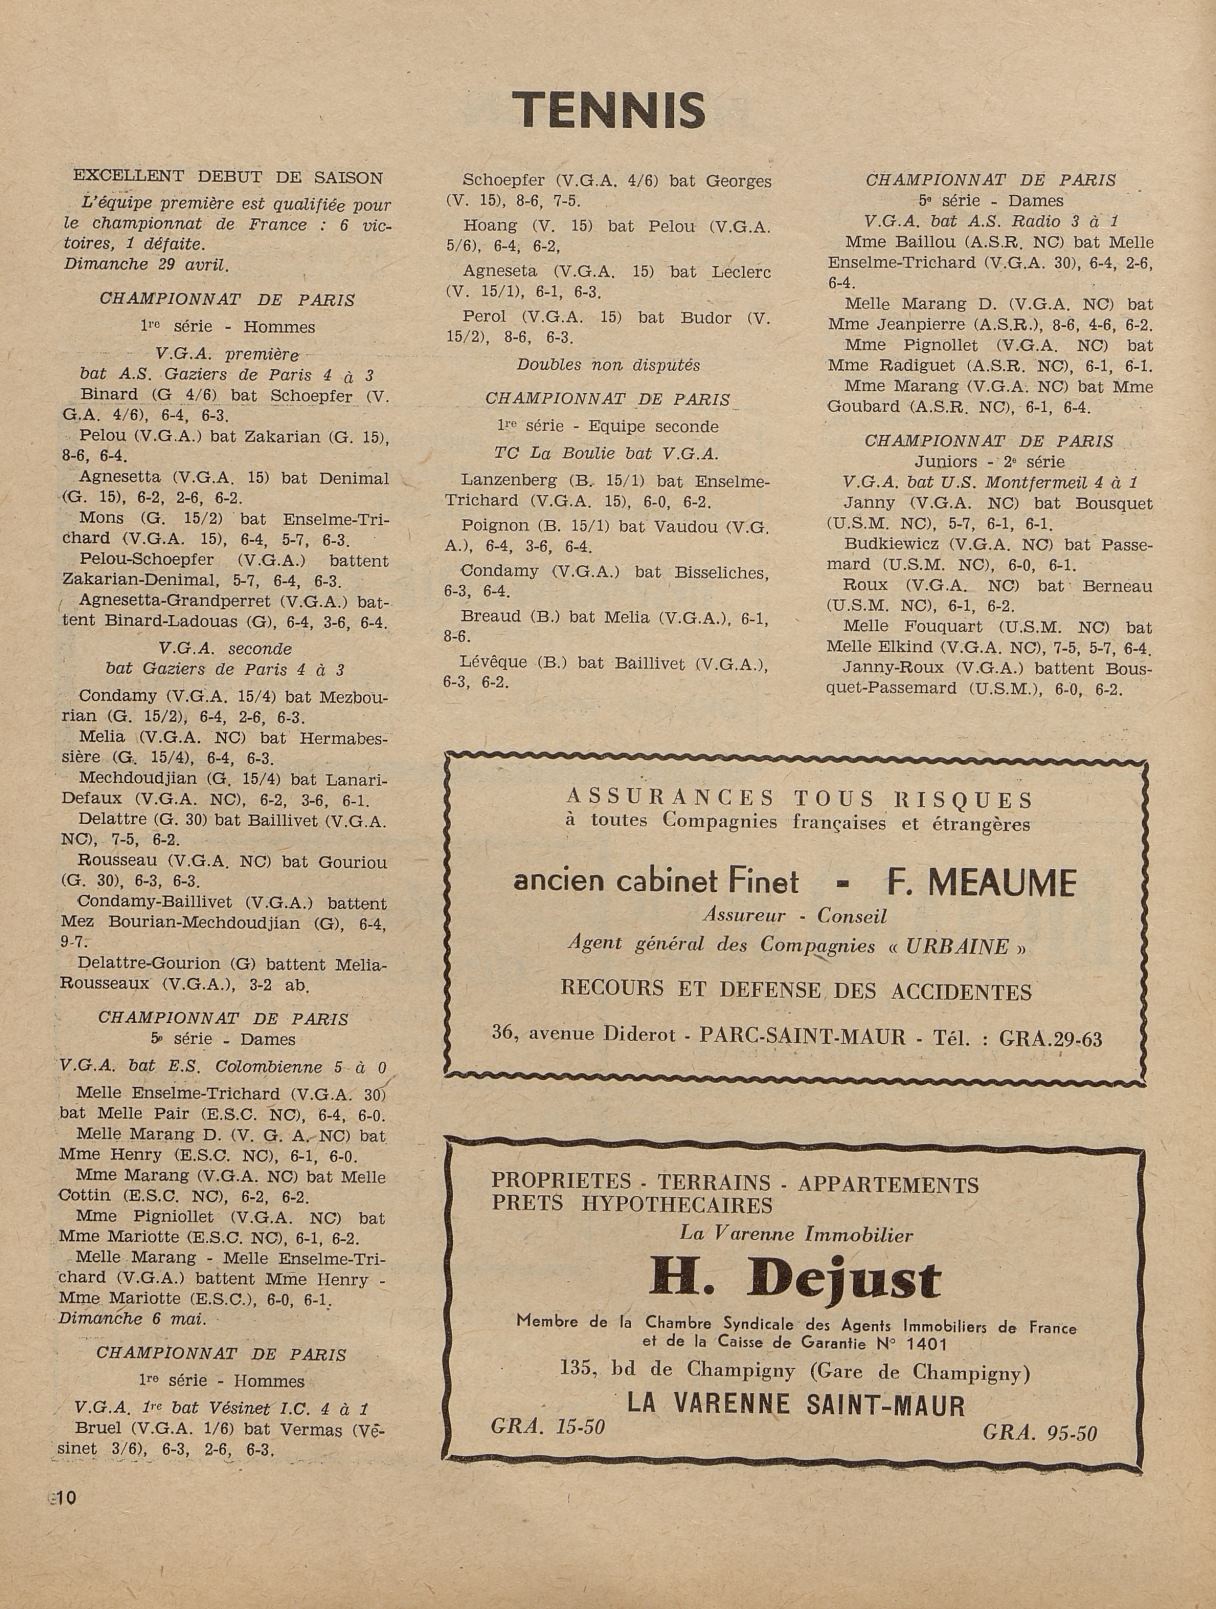 TENNIS
EXCELLENT DEBUT DE SAISON
L'équipe première est qualifiée pour
le championnat de France : 6 vic-
toires, 1 défaite.
Dimanche 29 avril.
CHAMPIONNAT DE PARIS
1re série - Hommes
V.G.A. première
bat A.S. Gaziers de Paris 4 à 3
Binard (G 4/6) bat Schoepfer (V.
G.A. 4/6), 6-4, 6-3.
Pelou (V.G.A.) bat Zakarian (G. 15),
8-6, 6-4.
Agnesetta (V.G.A. 15) bat Denimal
(G. 15), 6-2, 2-6, 6-2.
Mons (G. 15/2) bat Enselme-Tri-
chard (V.G.A. 15), 6-4, 5-7, 6-3.
Pelou-Schoepfer (V.G.A.) battent
Zakarian-Denimal, 5-7, 6-4, 6-3.
Agnesetta-Grandperret (V.G.A.) bat-
tent Binard-Ladouas (G), 6-4, 3-6, 6-4.
V.G.A. seconde
bat Gaziers de Paris 4 à 3
Condamy (V.G.A. 15/4) bat Mezbou-
rian (G. 15/2), 6-4, 2-6, 6-3.
Melia (V.G.A. NC) bat Hermabes-
sière (G. 15/4), 6-4, 6-3.
Mechdoudjian (G. 15/4) bat Lanari-
Defaux (V.G.A. NC), 6-2, 3-6, 6-1.
Delattre (G. 30) bat Baillivet (V.G.A.
NC), 7-5, 6-2.
Rousseau (V.G.A. NC) bat Gouriou
(G. 30), 6-3, 6-3.
Condamy-Baillivet (V.G.A.) battent
Mez Bourian-Mechdoudjian (G), 6-4,
9-7.
Delattre-Gourion (G) battent Melia-
Rousseaux (V.G.A.), 3-2 ab.
CHAMPIONNAT DE PARIS
5e série - Dames
V.G.A. bat E.S. Colombienne 5 à 0
Melle Enselme-Trichard (V.G.A. 30)
bat Melle Pair (E.S.C. NC), 6-4, 6-0.
Melle Marang D. (V. G. A. NC) bat
Mme Henry (E.S.C. NC), 6-1, 6-0.
Mme Marang (V.G.A. NC) bat Melle
Cottin (E.S.C. NC), 6-2, 6-2.
Mme Pigniollet (V.G.A. NC) bat
Mme Mariotte (E.S.C. NC), 6-1, 6-2.
Melle Marang - Melle Enselme-Tri-
chard (V.G.A.) battent Mme Henry -
Mme Mariotte (E.S.C.), 6-0, 6-1.
Dimanche 6 mai.
CHAMPIONNAT DE PARIS
1re série - Hommes
V.G.A. 1re bat Vésinet I.C. 4 à 1
Bruel (V.G.A. 1/6) bat Vermas (Vé-
sinet 3/6), 6-3, 2-6, 6-3.
Schoepfer (V.G.A. 4/6) bat Georges
(V. 15), 8-6, 7-5.
Hoang (V. 15) bat Pelou (V.G.A.
5/6), 6-4, 6-2,
Agneseta (V.G.A. 15) bat Leclerc
(V. 15/1), 6-1, 6-3.
Perol (V.G.A. 15) bat Budor (V.
15/2), 8-6, 6-3.
Doubles non disputés
CHAMPIONNAT DE PARIS
1re série - Equipe seconde
TC La Boulie bat V.G.A.
Lanzenberg (B. 15/1) bat Enselme-
Trichard (V.G.A. 15), 6-0, 6-2.
Poignon (B. 15/1) bat Vaudou (V.G.
A.), 6-4, 3-6, 6-4.
Condamy (V.G.A.) bat Bisseliches,
6-3, 6-4.
Breaud (B.) bat Melia (V.G.A.), 6-1,
8-6.
Lévêque (B.) bat Baillivet (V.G.A.),
6-3, 6-2.
CHAMPIONNAT DE PARIS
5e série - Dames
V.G.A. bat A.S. Radio 3 à 1
Mme Baillou (A.S.R. NC) bat Melle
Enselme-Trichard (V.G.A. 30), 6-4, 2-6,
6-4.
Melle Marang D. (V.G.A. NC) bat
Mme Jeanpierre (A.S.R.), 8-6, 4-6, 6-2.
Mme Pignollet (V.G.A. NC) bat
Mme Radiguet (A.S.R. NC), 6-1, 6-1.
Mme Marang (V.G.A. NC) bat Mme
Goubard (A.S.R. NC), 6-1, 6-4.
CHAMPIONNAT DE PARIS
Juniors - 2e série
V.G.A. bat U.S. Montfermeil 4 à 1
Janny (V.G.A. NC) bat Bousquet
(U.S.M. NC), 5-7, 6-1, 6-1.
Budkiewicz (V.G.A. NC) bat Passe-
mard (U.S.M. NC), 6-0, 6-1.
Roux (V.G.A. NC) bat Berneau
(U.S.M. NC), 6-1, 6-2.
Melle Fouquart (U.S.M. NC) bat
Melle Elkind (V.G.A. NC), 7-5, 5-7, 6-4.
Janny-Roux (V.G.A.) battent Bous-
quet-Passemard (U.S.M.), 6-0, 6-2.
ASSURANCES TOUS RISQUES
à toutes Compagnies françaises et étrangères
ancien cabinet Finet - F. MEAUME
Assureur - Conseil
Agent général des Compagnies « URBAINE »
RECOURS ET DEFENSE DES ACCIDENTES
36, avenue Diderot - PARC-SAINT-MAUR - Tél. : GRA.29-63
PROPRIETES - TERRAINS - APPARTEMENTS
PRETS HYPOTHECAIRES
La Varenne Immobilier
H. Dejust
Membre de la Chambre Syndicale des Agents Immobiliers de France
et de la Caisse de Garantie N° 1401
135, bd de Champigny (Gare de Champigny)
LA VARENNE SAINT-MAUR
GRA. 15-50 GRA. 95-50
10